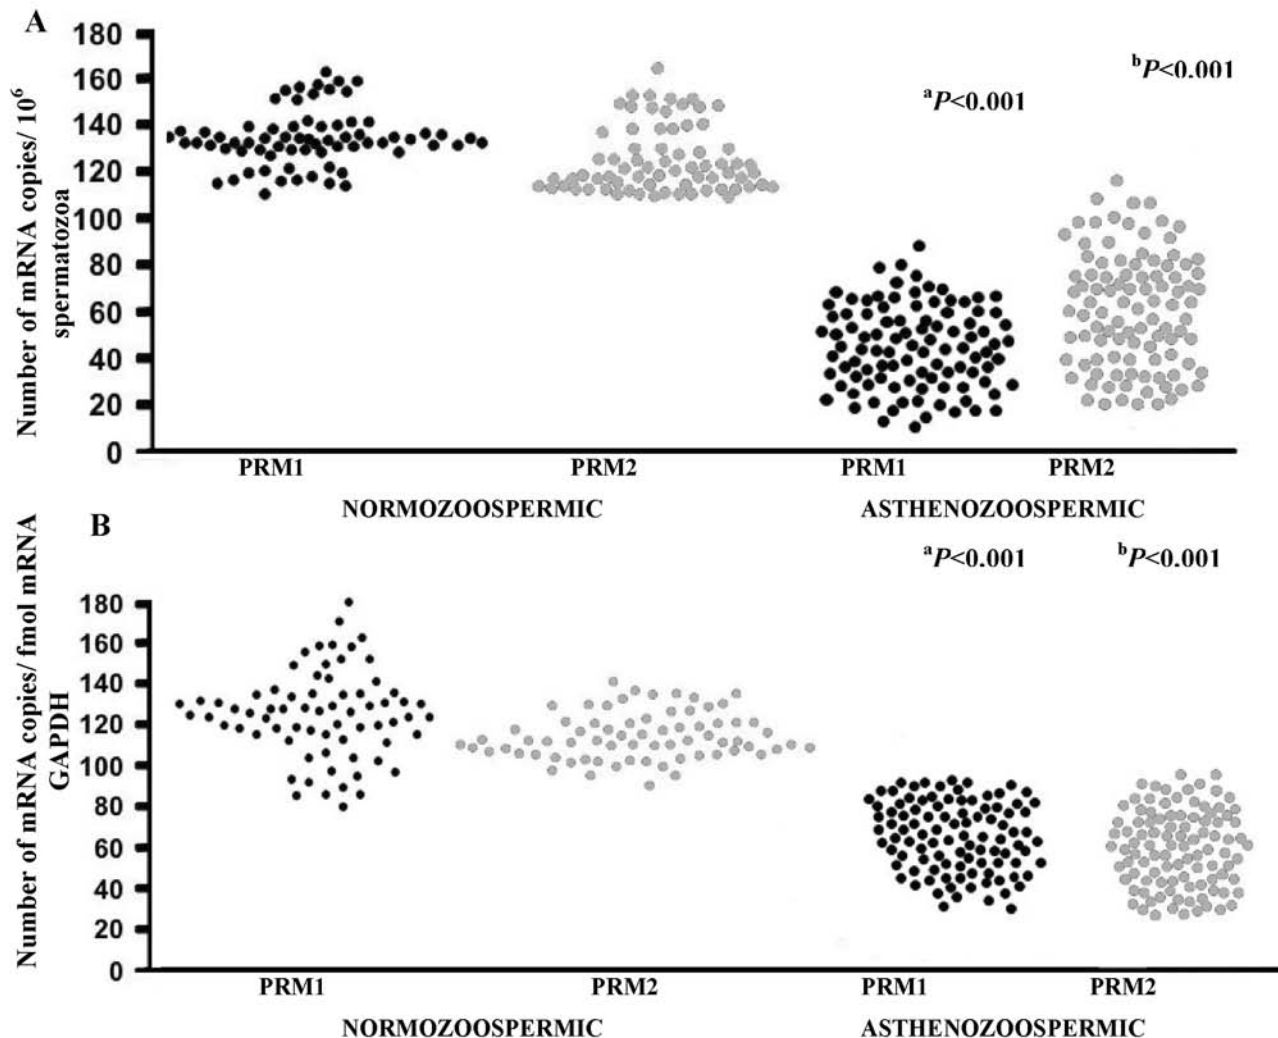 A
Number of mRNA copies/ 10⁶
spermatozoa
180
160
140
120
100
80
60
40
20
0
ᵃP<0.001
ᵇP<0.001
PRM1 PRM2 PRM1 PRM2
NORMOZOOSPERMIC ASTHENOZOOSPERMIC
B
Number of mRNA copies/ fmol mRNA
GAPDH
180
160
140
120
100
80
60
40
20
0
ᵃP<0.001 ᵇP<0.001
PRM1 PRM2 PRM1 PRM2
NORMOZOOSPERMIC ASTHENOZOOSPERMIC